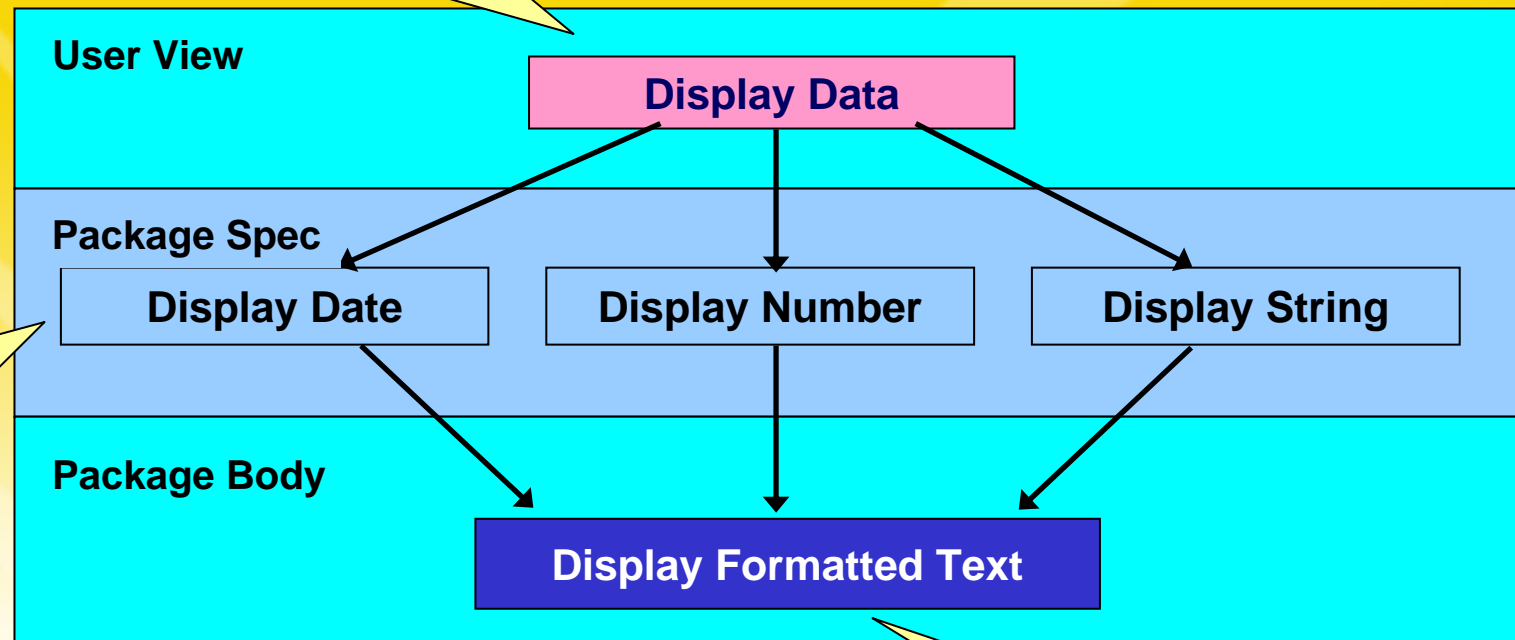 User View
Display Data
Package Spec
Display Date
Display Number
Display String
Package Body
Display Formatted Text